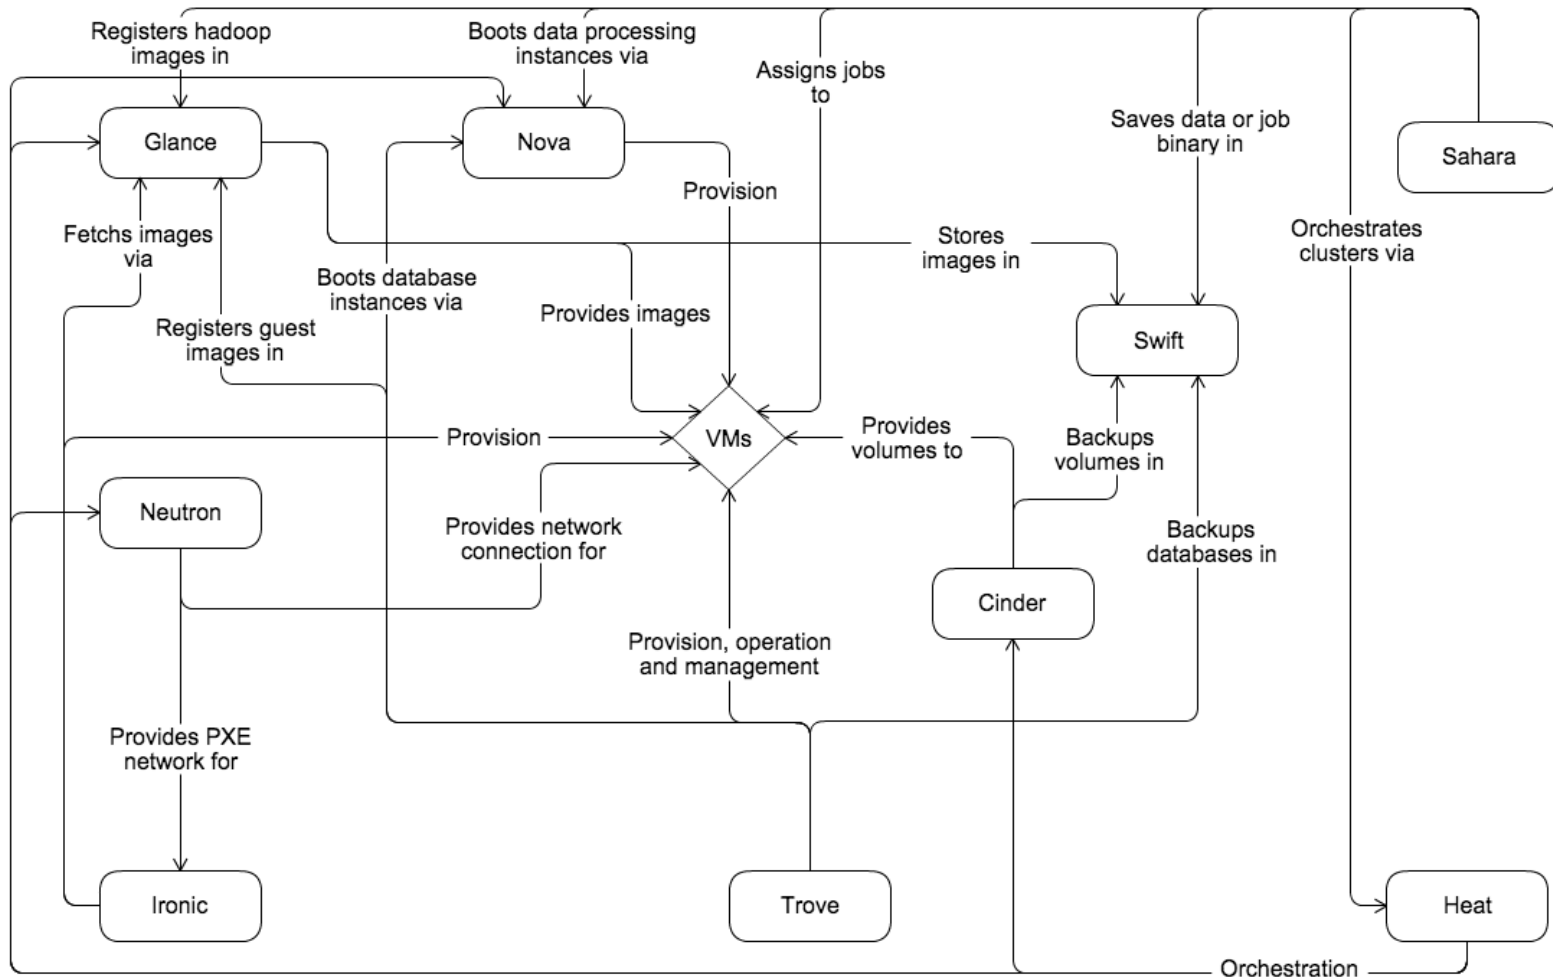 Registers hadoop
images in
Boots data processing
instances via
Assigns jobs
to
Saves data or job
binary in
Glance
Nova
Sahara
Provision
Fetchs images
via
Orchestrates
clusters via
Stores
images in
Boots database
instances via
Provides images
Registers guest
images in
Swift
Provision
VMs
Provides
volumes to
Backups
volumes in
Neutron
Provides network
connection for
Backups
databases in
Cinder
Provision, operation
and management
Provides PXE
network for
Ironic
Trove
Heat
Orchestration